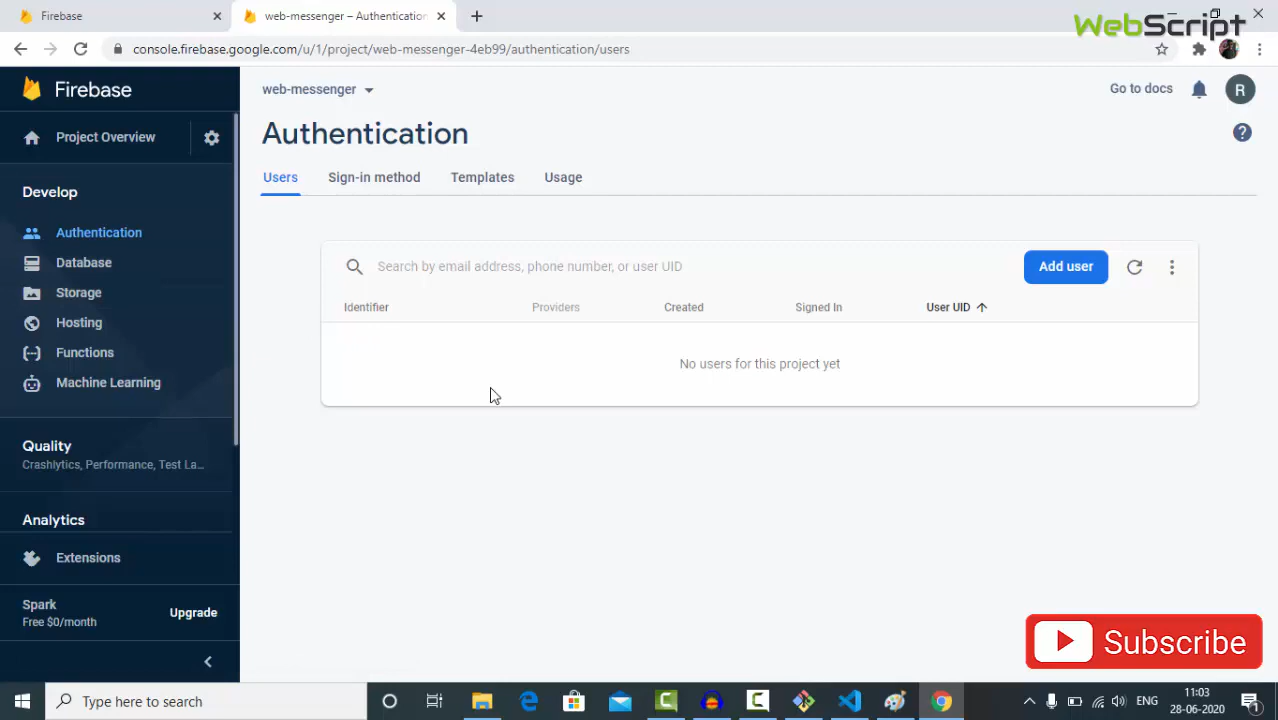 Firebase
web-messenger – Authentication
WebScript
console.firebase.google.com/u/1/project/web-messenger-4eb99/authentication/users
Firebase
web-messenger
Go to docs
R
Project Overview
Authentication
?
Users Sign-in method Templates Usage
Develop
Authentication
Database
Storage
Hosting
Functions
Machine Learning
Search by email address, phone number, or user UID
Add user
Identifier Providers Created Signed In User UID
No users for this project yet
Quality
Crashlytics, Performance, Test La...
Analytics
Extensions
Spark
Free $0/month
Upgrade
Subscribe
Type here to search
ENG
11:03
28-06-2020
1